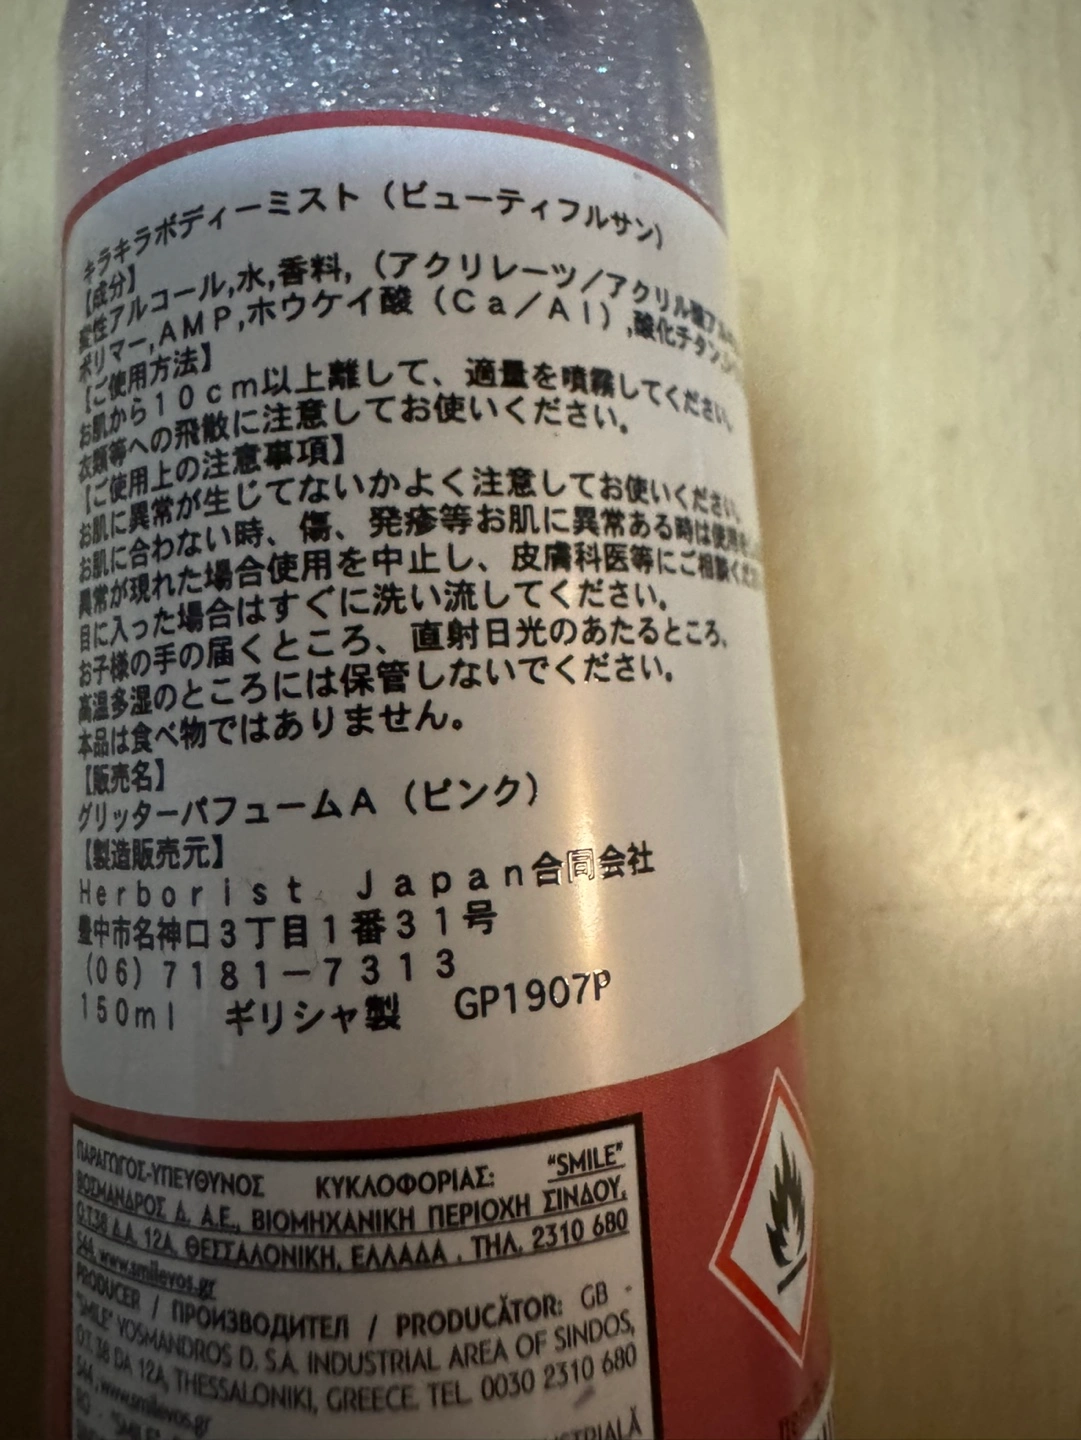 キラキラボディーミスト（ビューティフルサン）
【成分】
変性アルコール,水,香料,（アクリレーツ／アクリル酸
ポリマー,ＡＭＰ,ホウケイ酸（Ｃａ／Ａｌ）,酸化チタン
【ご使用方法】
お肌から１０ｃｍ以上離して、適量を噴霧してください。
衣類等への飛散に注意してお使いください。
【ご使用上の注意事項】
お肌に異常が生じてないかよく注意してお使いください。
お肌に合わない時、傷、発疹等お肌に異常ある時は使用
異常が現れた場合使用を中止し、皮膚科医等にご相談
目に入った場合はすぐに洗い流してください。
お子様の手の届くところ、直射日光のあたるところ、
高温多湿のところには保管しないでください。
本品は食べ物ではありません。
【販売名】
グリッターパフュームＡ（ピンク）
【製造販売元】
Ｈｅｒｂｏｒｉｓｔ　Ｊａｐａｎ合同会社
豊中市名神口３丁目１番３１号
（０６）７１８１－７３１３
１５０ｍｌ　ギリシャ製　GP1907P
ΠΑΡΑΓΩΓΟΣ-ΥΠΕΥΘΥΝΟΣ ΚΥΚΛΟΦΟΡΙΑΣ: "SMILE"
ΒΟΣΜΑΝΔΡΟΣ Δ. Α.Ε., ΒΙΟΜΗΧΑΝΙΚΗ ΠΕΡΙΟΧΗ ΣΙΝΔΟΥ,
Ο.Τ.38 Δ.Α. 12Α, ΘΕΣΣΑΛΟΝΙΚΗ, ΕΛΛΑΔΑ . ΤΗΛ. 2310 680
544, www.smilevos.gr
PRODUCER / ПРОИЗВОДИТЕЛ / PRODUCĂTOR: GB -
"SMILE" VOSMANDROS D. S.A. INDUSTRIAL AREA OF SINDOS,
O.T. 38 DA 12A, THESSALONIKI, GREECE. TEL. 0030 2310 680
544, www.smilevos.gr
RO - "SMILE"